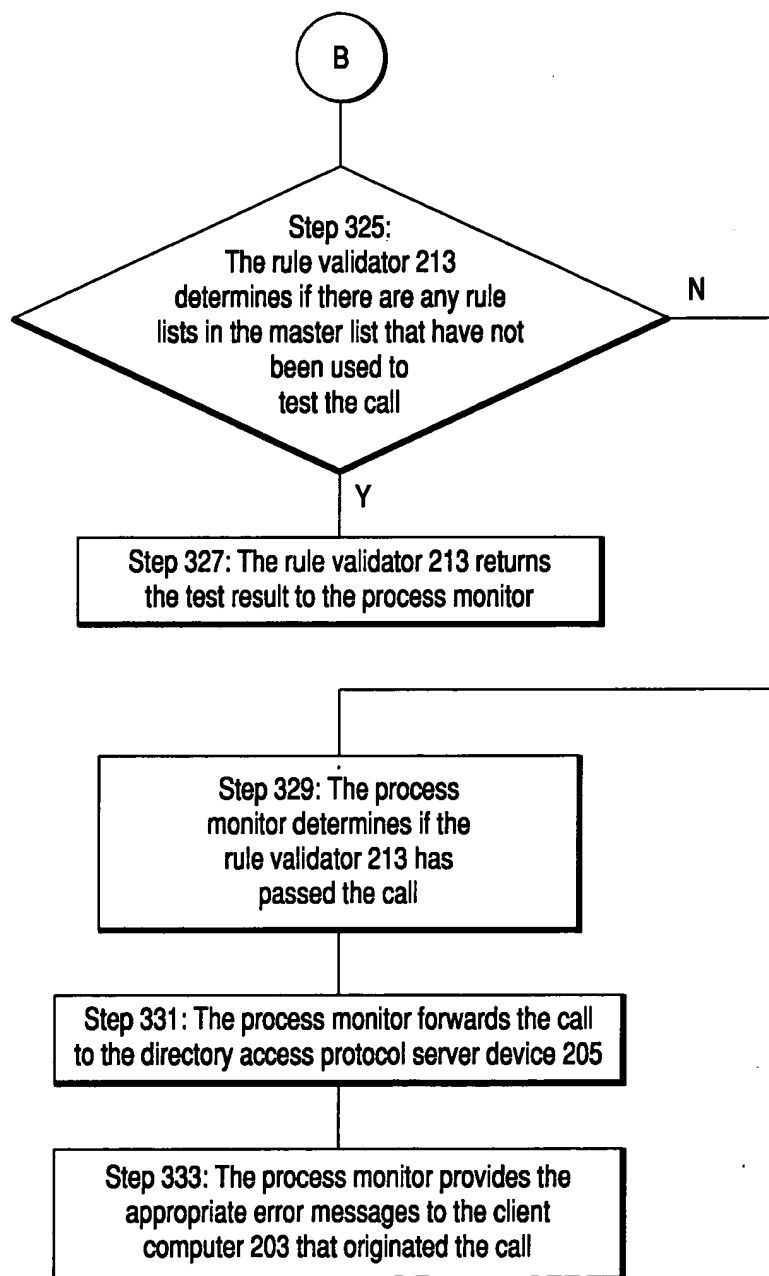 B
Step 325:
The rule validator 213
determines if there are any rule
lists in the master list that have not
been used to
test the call
N
Y
Step 327: The rule validator 213 returns
the test result to the process monitor
Step 329: The process
monitor determines if the
rule validator 213 has
passed the call
Step 331: The process monitor forwards the call
to the directory access protocol server device 205
Step 333: The process monitor provides the
appropriate error messages to the client
computer 203 that originated the call